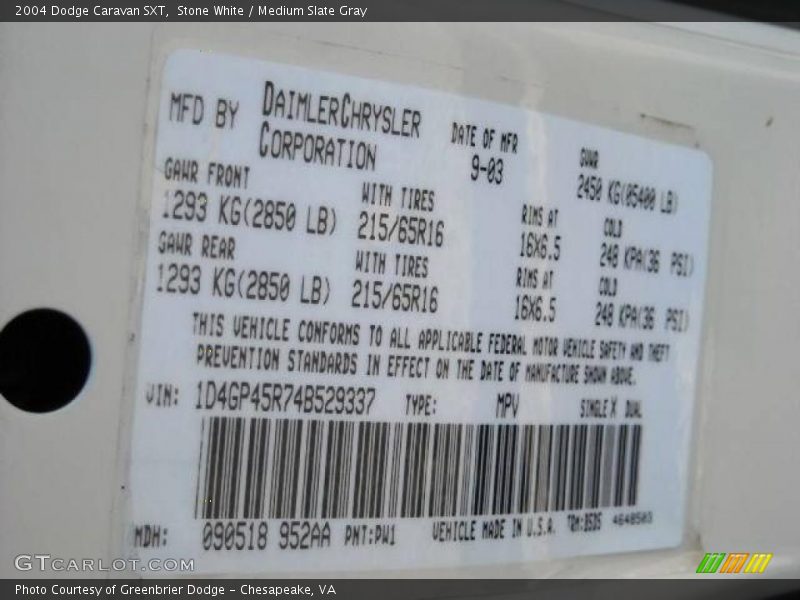 2004 Dodge Caravan SXT, Stone White / Medium Slate Gray
MFD BY DAIMLERCHRYSLER CORPORATION
DATE OF MFR 9-03
GVWR 2450 KG(05400 LB)
GAWR FRONT WITH TIRES RIMS AT COLD
1293 KG(2850 LB) 215/65R16 16X6.5 248 KPA(36 PSI)
GAWR REAR WITH TIRES RIMS AT COLD
1293 KG(2850 LB) 215/65R16 16X6.5 248 KPA(36 PSI)
THIS VEHICLE CONFORMS TO ALL APPLICABLE FEDERAL MOTOR VEHICLE SAFETY AND THEFT
PREVENTION STANDARDS IN EFFECT ON THE DATE OF MANUFACTURE SHOWN ABOVE.
VIN: 1D4GP45R74B529337 TYPE: MPV SINGLE X DUAL
MDH: 090518 952AA PNT:PW1 VEHICLE MADE IN U.S.A.
GTCARLOT.COM
Photo Courtesy of Greenbrier Dodge – Chesapeake, VA